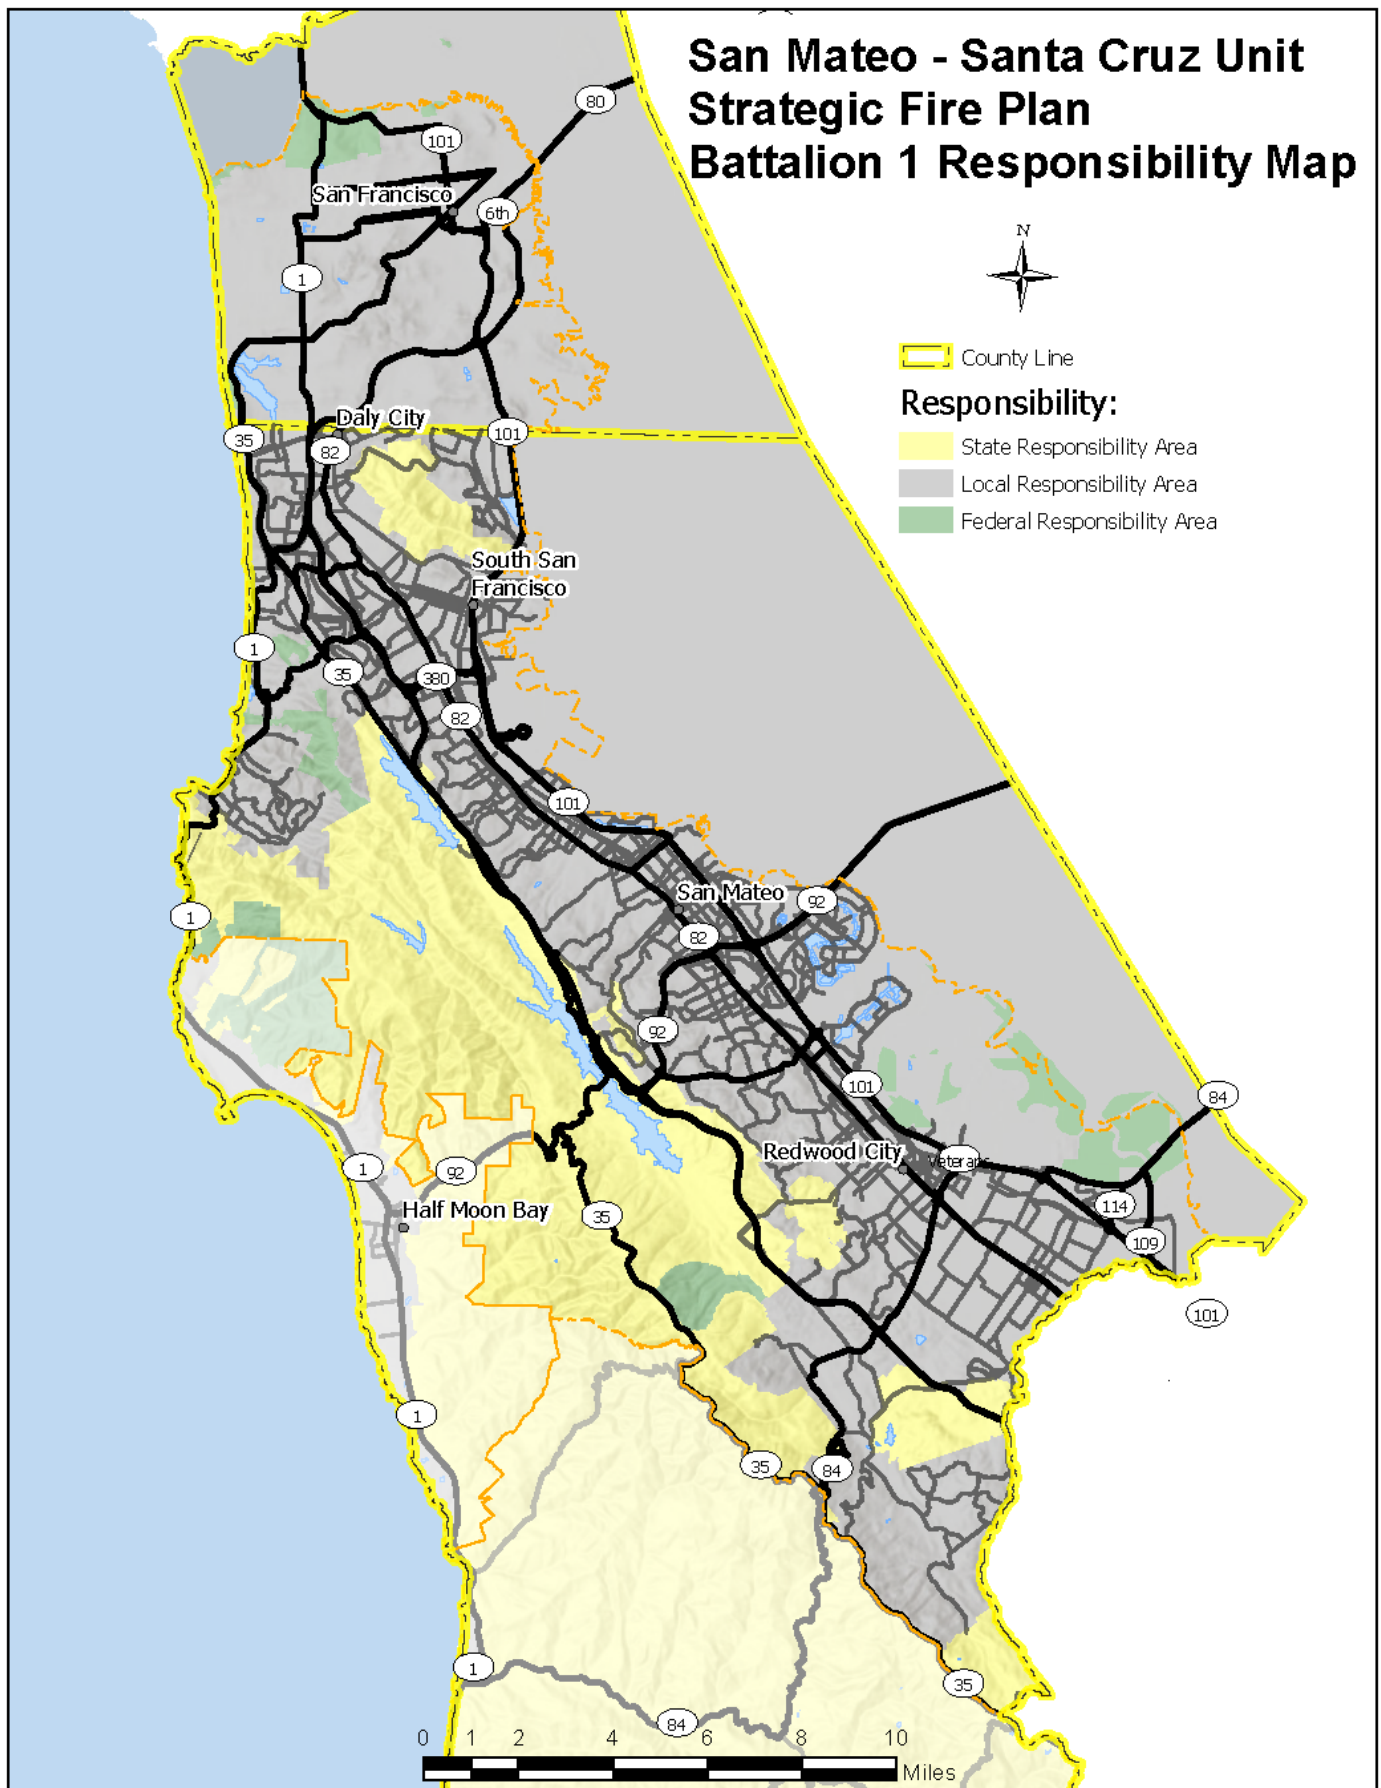 San Mateo - Santa Cruz Unit
Strategic Fire Plan
Battalion 1 Responsibility Map
N
County Line
Responsibility:
State Responsibility Area
Local Responsibility Area
Federal Responsibility Area
80
101
San Francisco
6th
1
Daly City
35
82
101
South San
Francisco
1
35
380
82
101
San Mateo
92
1
82
92
101
84
Redwood City
Veterans
1
92
114
Half Moon Bay
35
109
101
1
35
84
1
35
84
0 1 2 4 6 8 10
Miles